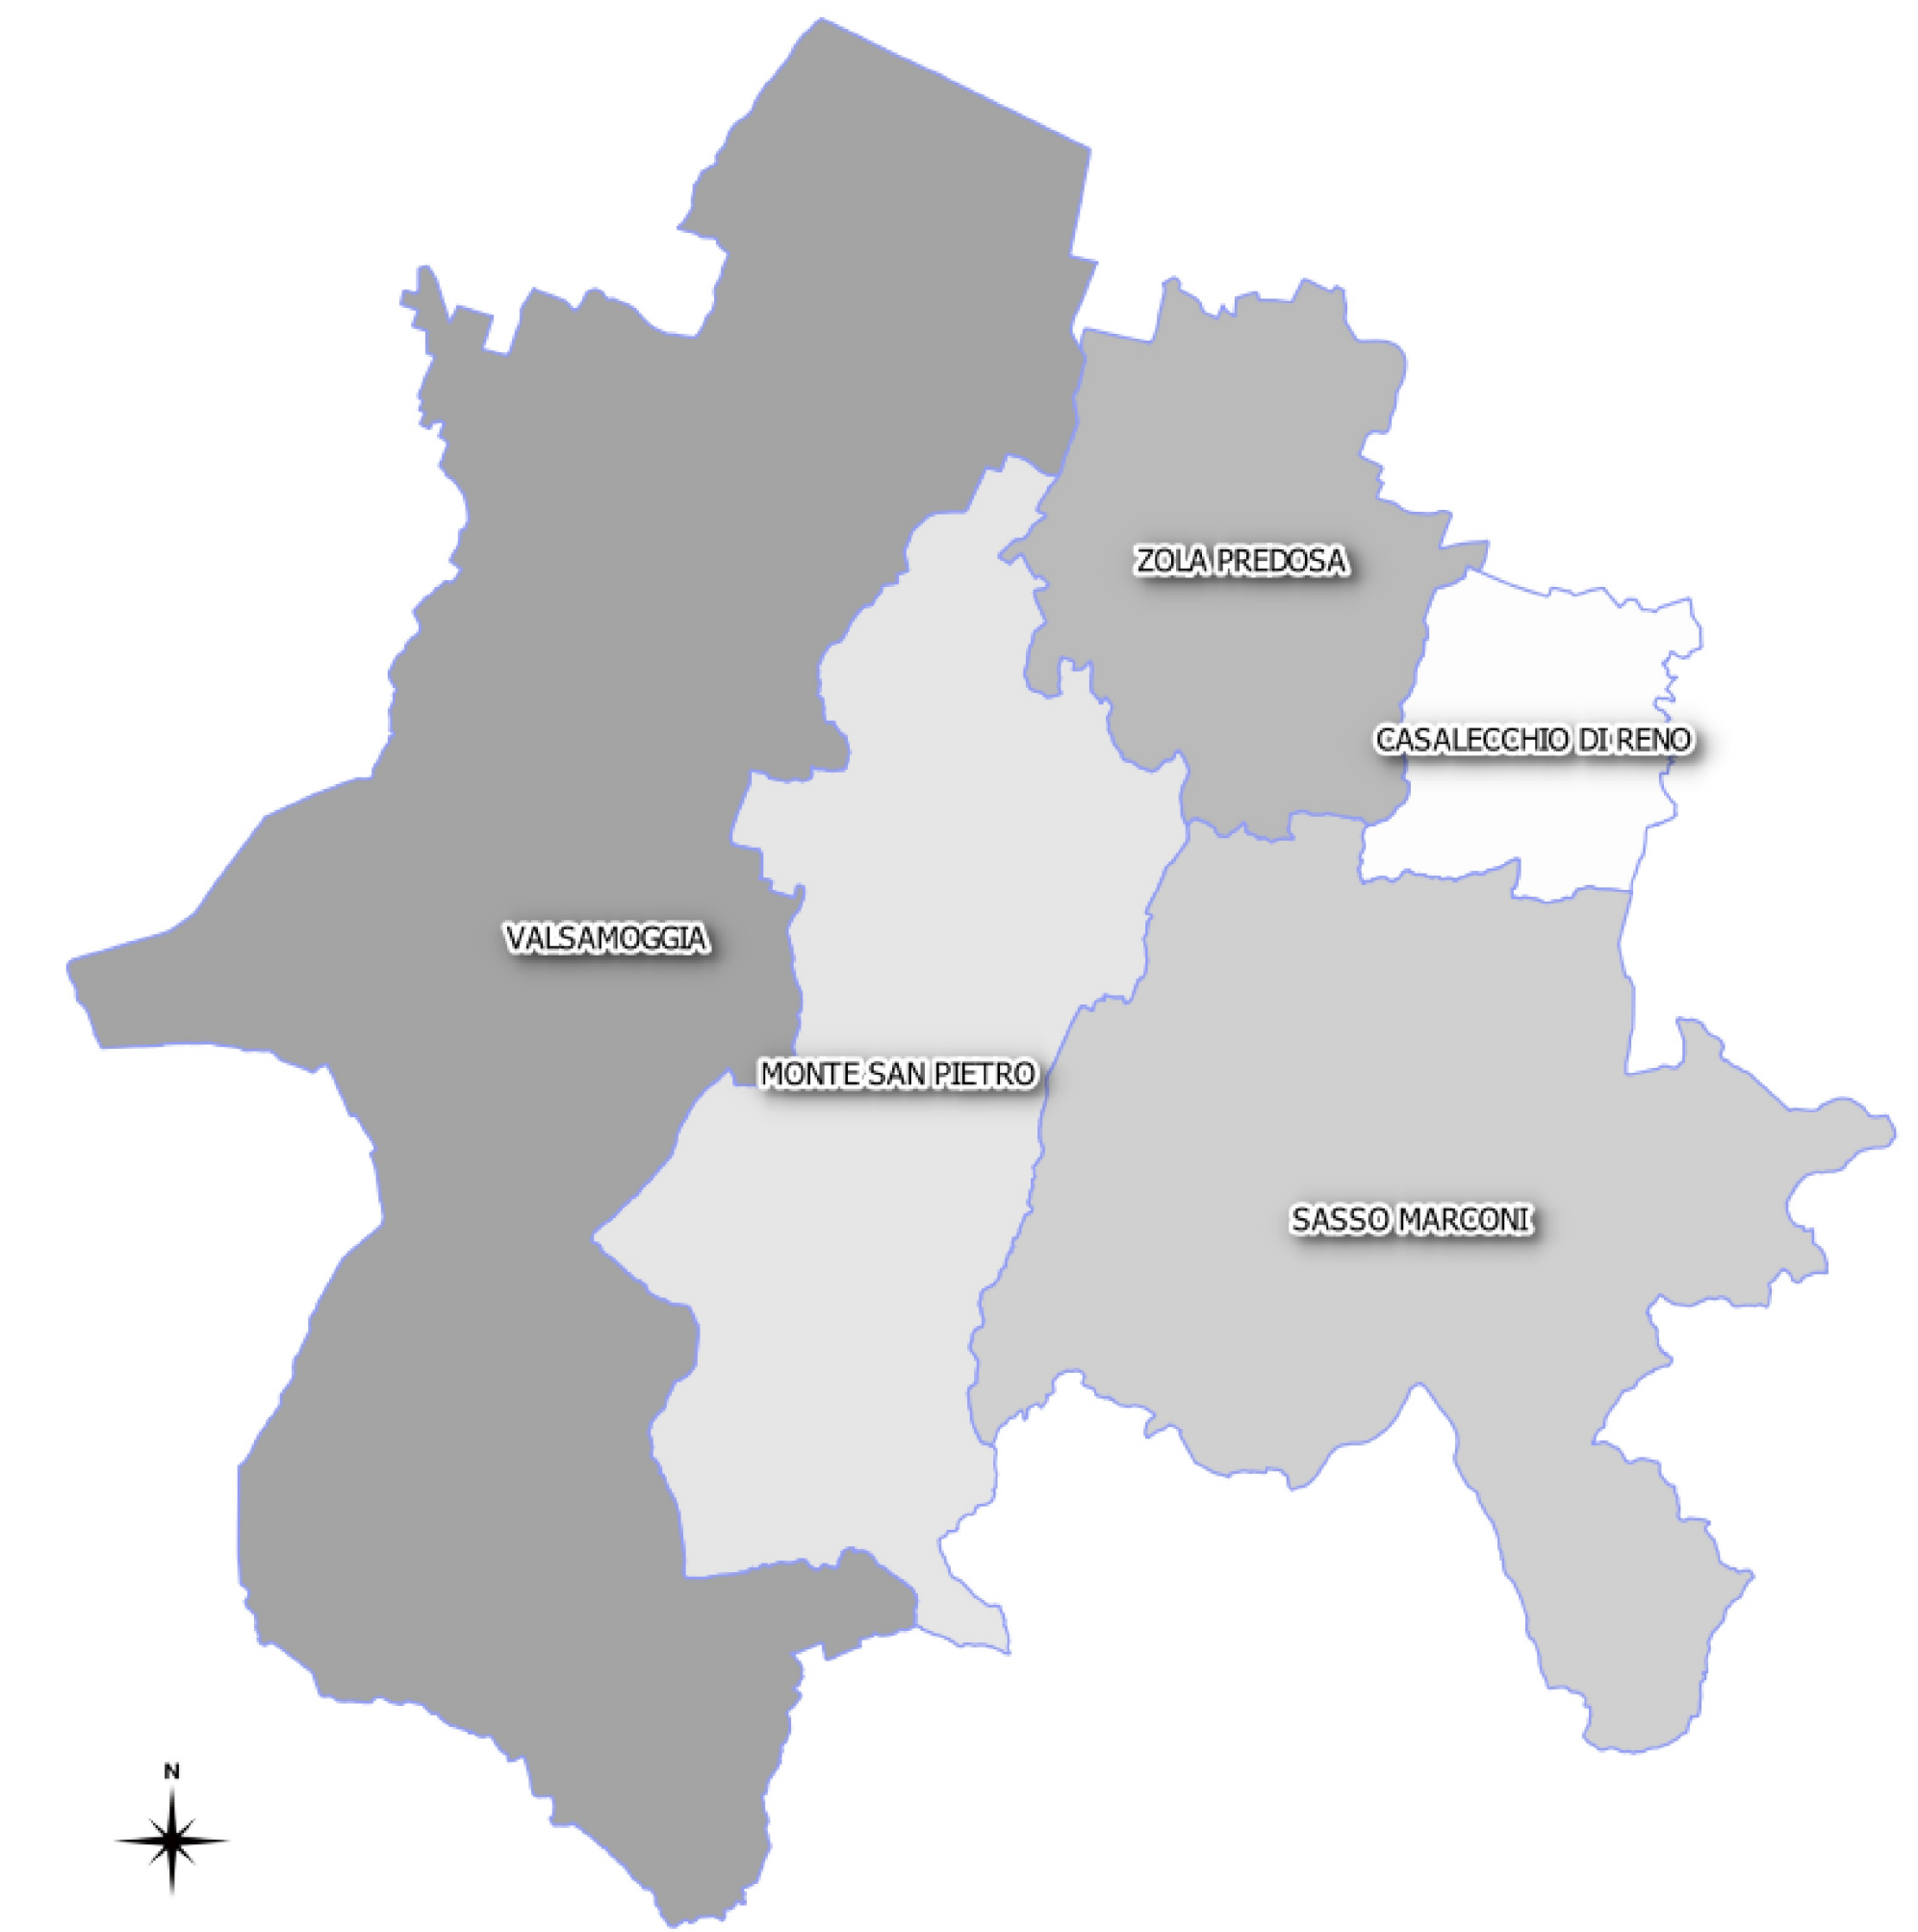 ZOLA PREDOSA
CASALECCHIO DI RENO
VALSAMOGGIA
MONTE SAN PIETRO
SASSO MARCONI
N